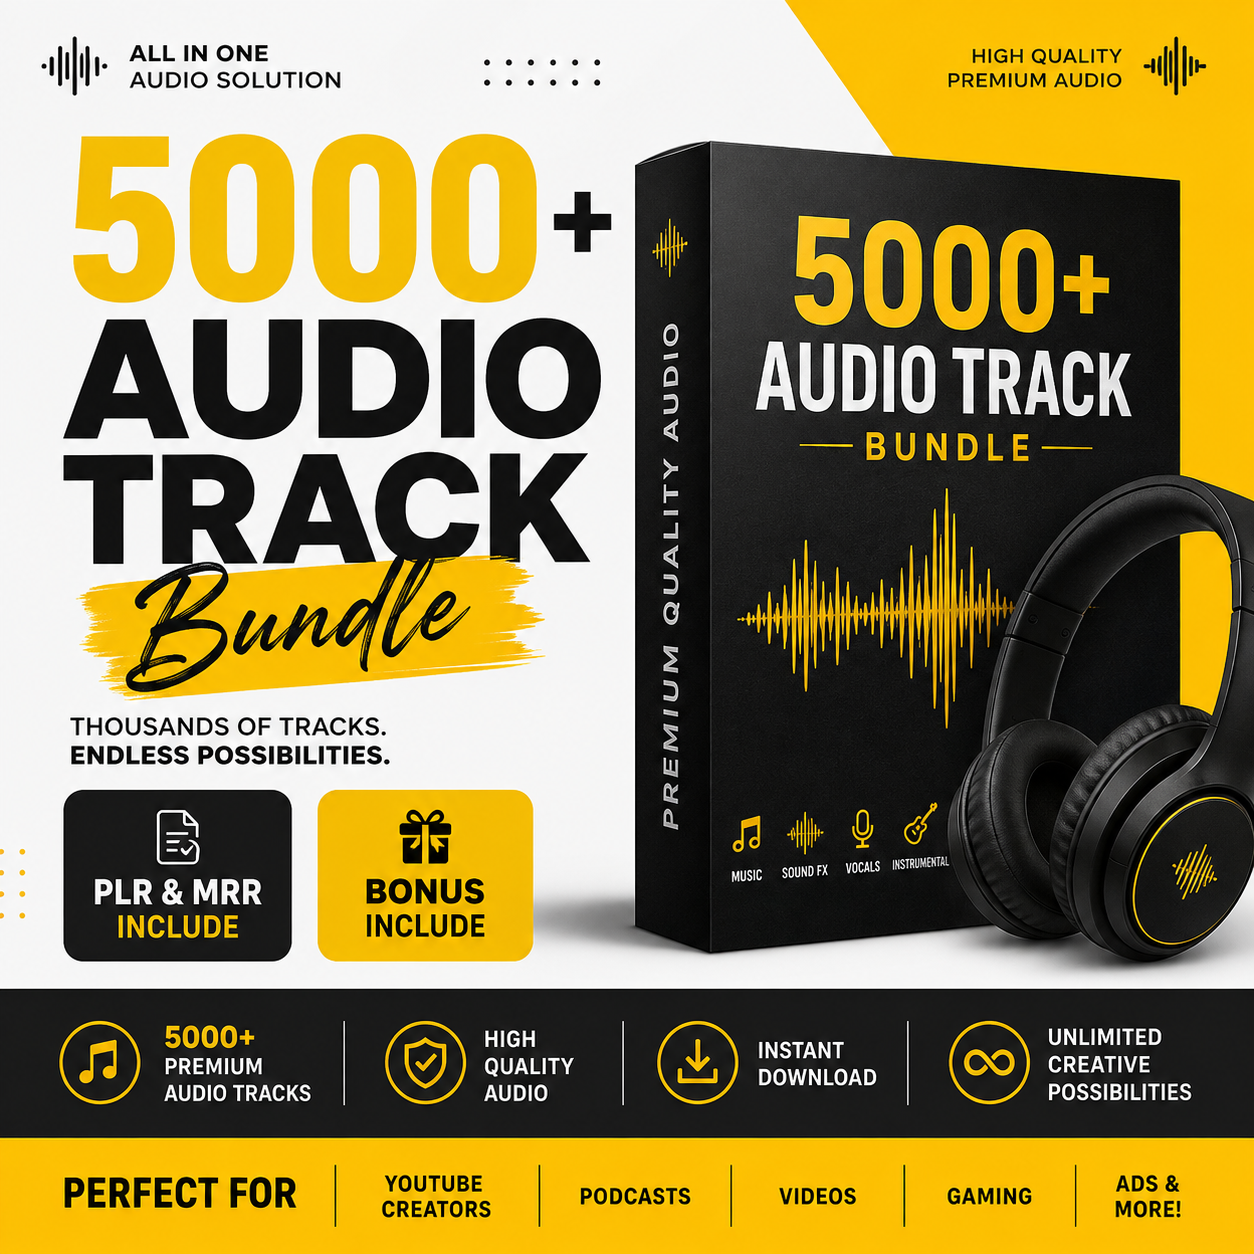 ALL IN ONE
AUDIO SOLUTION
HIGH QUALITY
PREMIUM AUDIO
5000+
AUDIO
TRACK
Bundle
THOUSANDS OF TRACKS.
ENDLESS POSSIBILITIES.
PLR & MRR
INCLUDE
BONUS
INCLUDE
PREMIUM QUALITY AUDIO
5000+
AUDIO TRACK
BUNDLE
MUSIC
SOUND FX
VOCALS
INSTRUMENTAL
5000+
PREMIUM
AUDIO TRACKS
HIGH
QUALITY
AUDIO
INSTANT
DOWNLOAD
UNLIMITED
CREATIVE
POSSIBILITIES
PERFECT FOR
YOUTUBE
CREATORS
PODCASTS
VIDEOS
GAMING
ADS &
MORE!